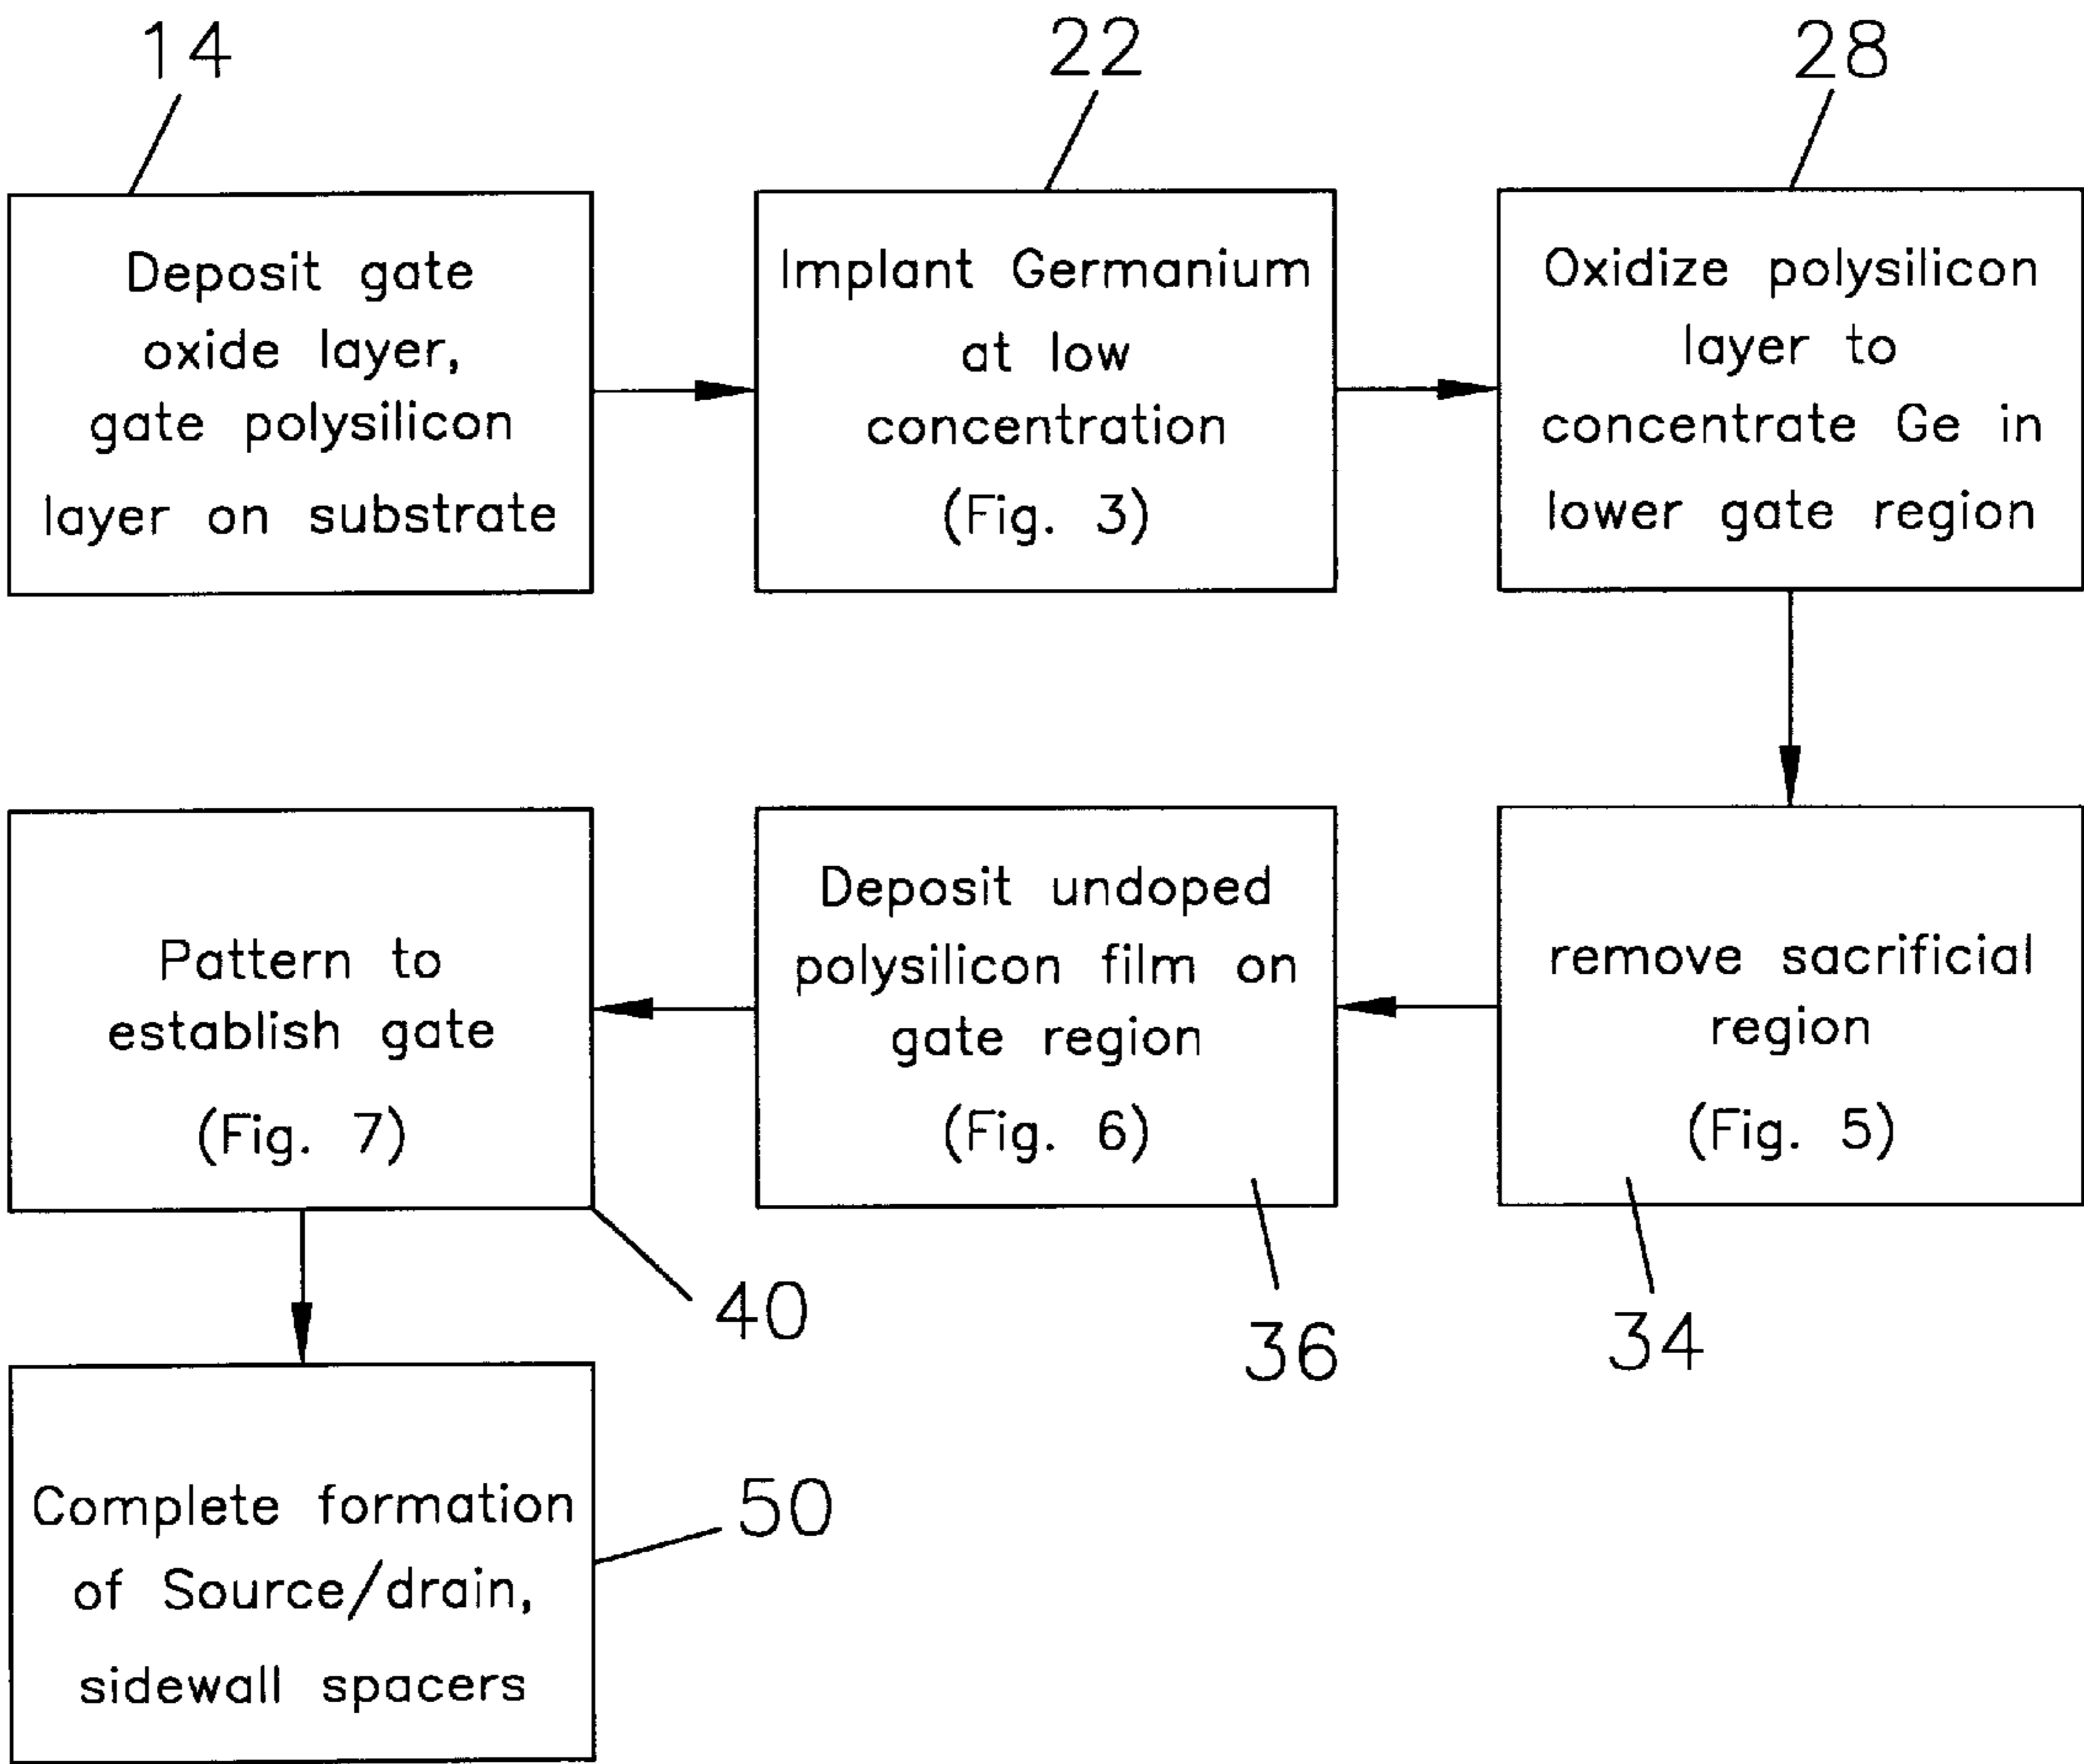 14
Deposit gate
oxide layer,
gate polysilicon
layer on substrate
22
Implant Germanium
at low
concentration
(Fig. 3)
28
Oxidize polysilicon
layer to
concentrate Ge in
lower gate region
remove sacrificial
region
(Fig. 5)
34
Deposit undoped
polysilicon film on
gate region
(Fig. 6)
36
Pattern to
establish gate
(Fig. 7)
40
Complete formation
of Source/drain,
sidewall spacers
50